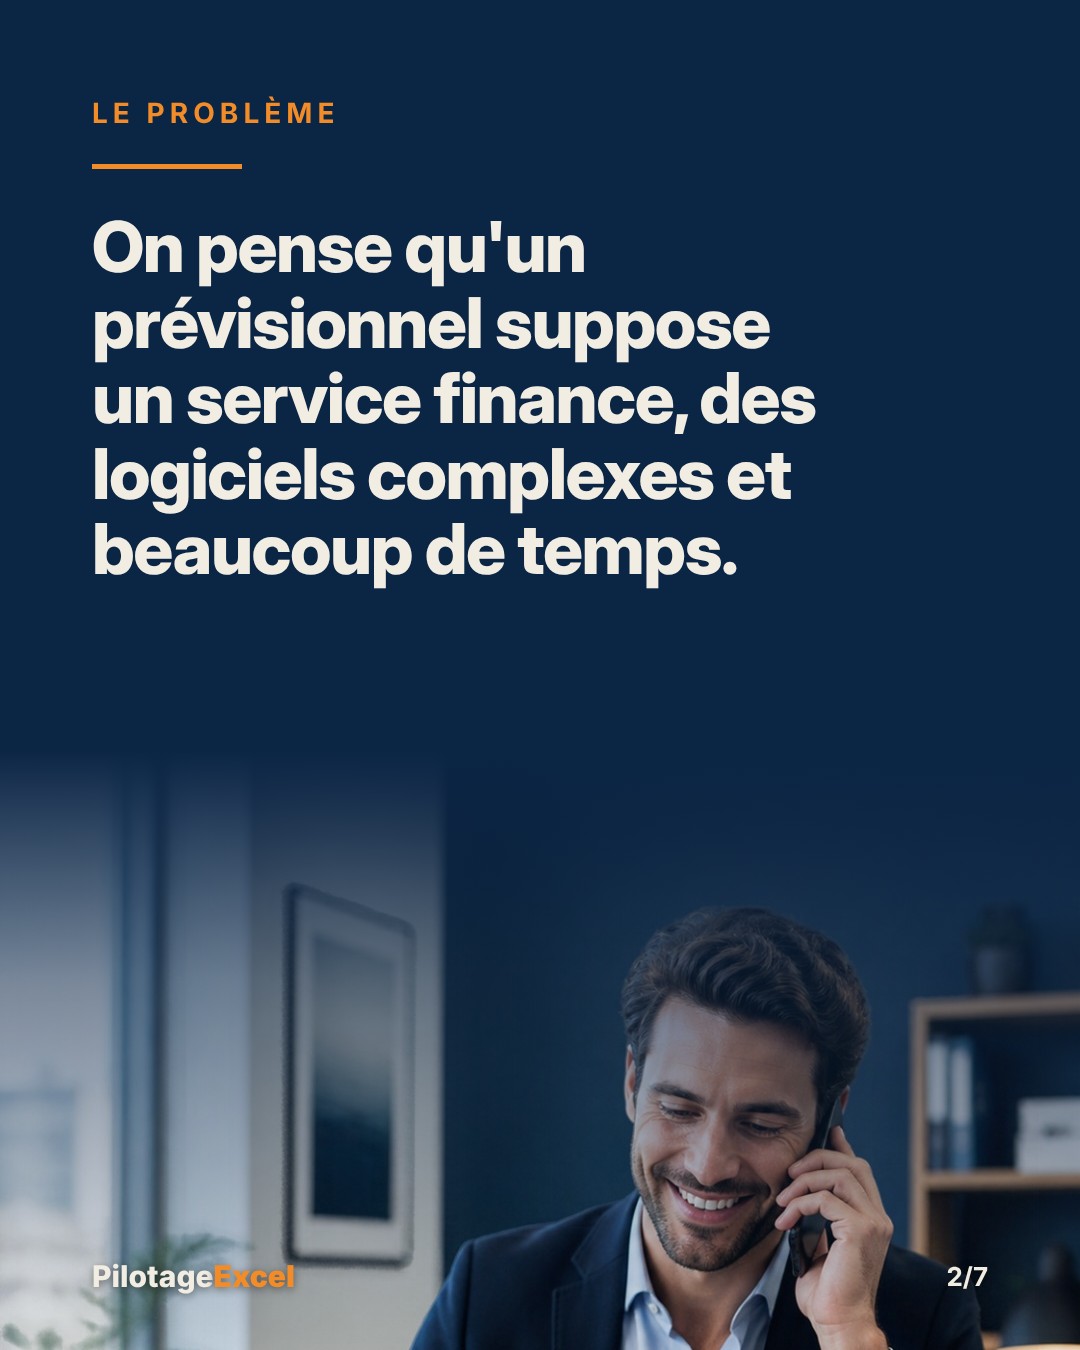 LE PROBLÈME
On pense qu'un
prévisionnel suppose
un service finance, des
logiciels complexes et
beaucoup de temps.
PilotageExcel
2/7